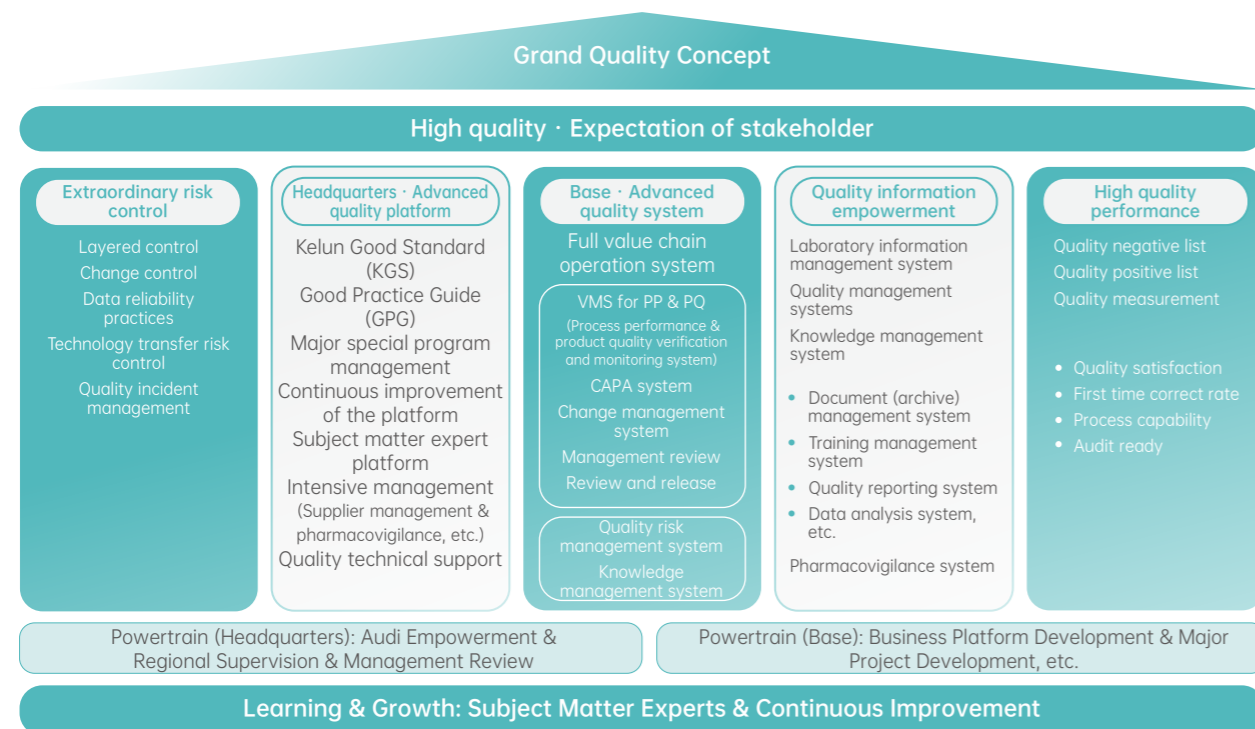 Grand Quality Concept
High quality · Expectation of stakeholder
Extraordinary risk
control
Layered control
Change control
Data reliability
practices
Technology transfer risk
control
Quality incident
management
Headquarters · Advanced
quality platform
Kelun Good Standard
(KGS)
Good Practice Guide
(GPG)
Major special program
management
Continuous improvement
of the platform
Subject matter expert
platform
Intensive management
(Supplier management &
pharmacovigilance, etc.)
Quality technical support
Base · Advanced
quality system
Full value chain
operation system
VMS for PP & PQ
(Process performance &
product quality verification
and monitoring system)
CAPA system
Change management
system
Management review
Review and release
Quality risk
management system
Knowledge
management system
Quality information
empowerment
Laboratory information
management system
Quality management
systems
Knowledge management
system
• Document (archive)
management system
• Training management
system
• Quality reporting system
• Data analysis system,
etc.
Pharmacovigilance system
High quality
performance
Quality negative list
Quality positive list
Quality measurement
• Quality satisfaction
• First time correct rate
• Process capability
• Audit ready
Powertrain (Headquarters): Audi Empowerment &
Regional Supervision & Management Review
Powertrain (Base): Business Platform Development & Major
Project Development, etc.
Learning & Growth: Subject Matter Experts & Continuous Improvement